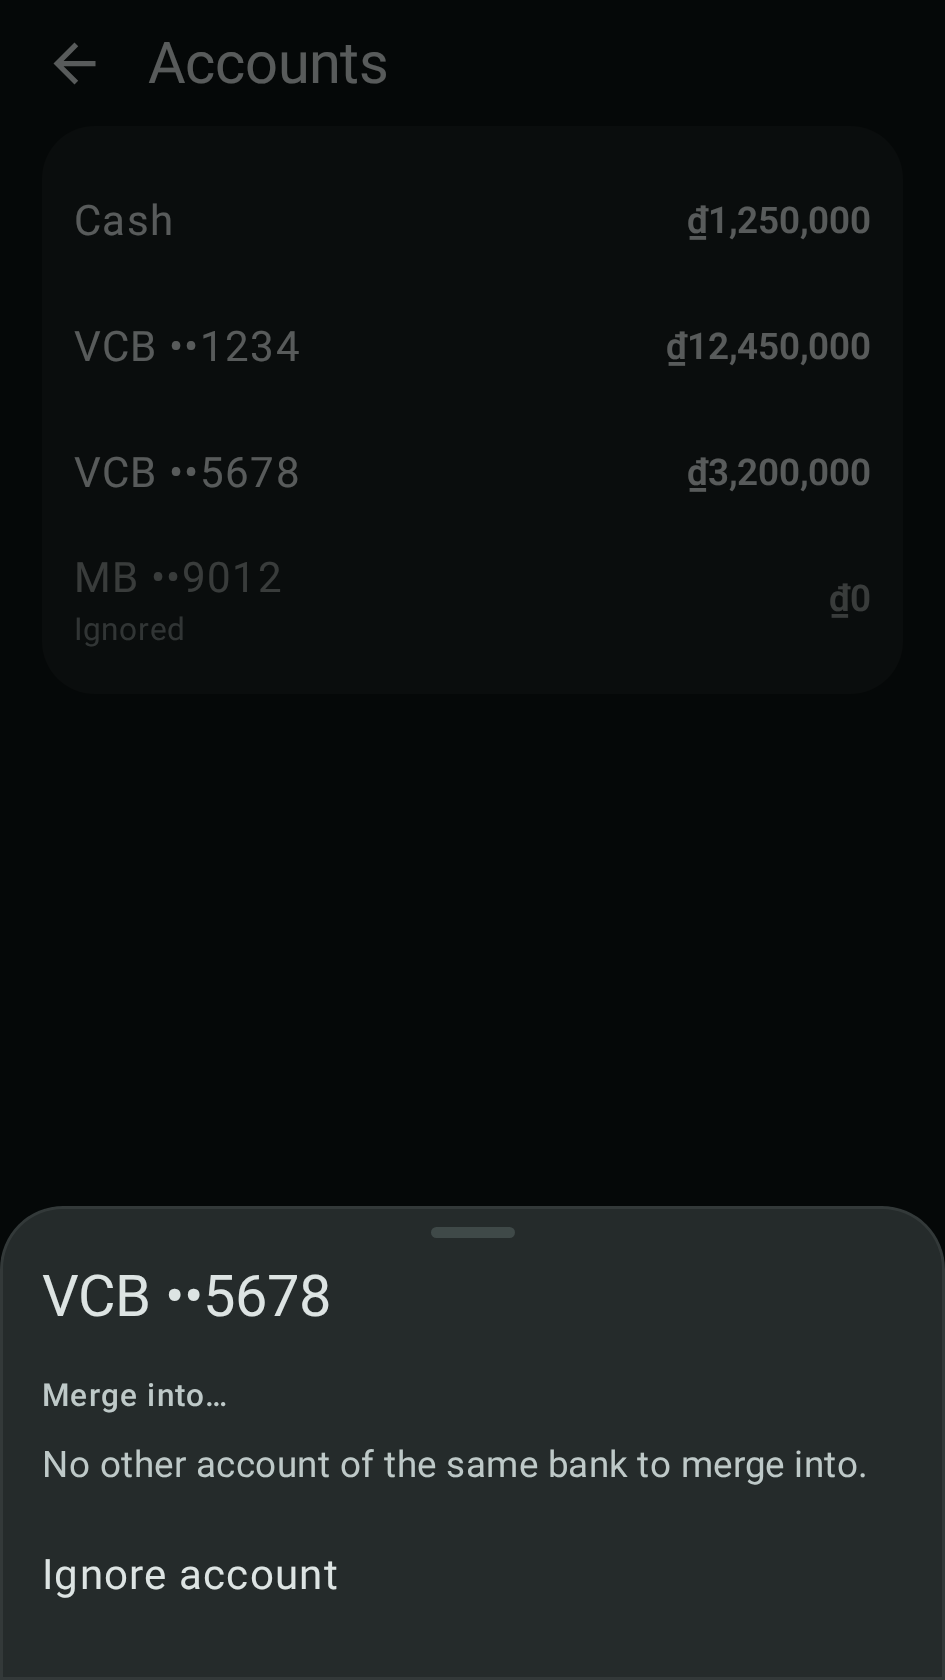 Accounts
Cash ₫1,250,000
VCB ••1234 ₫12,450,000
VCB ••5678 ₫3,200,000
MB ••9012 ₫0
Ignored
VCB ••5678
Merge into…
No other account of the same bank to merge into.
Ignore account